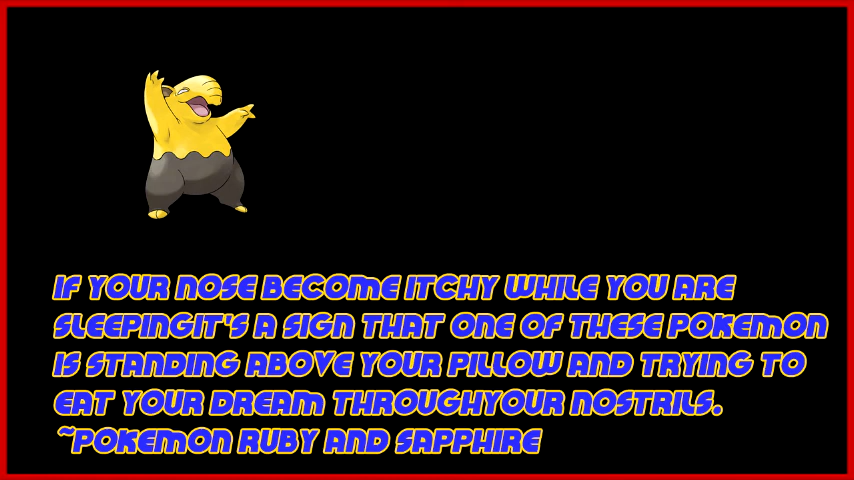 IF YOUR NOSE BECOME ITCHY WHILE YOU ARE
SLEEPINGIT'S A SIGN THAT ONE OF THESE POKEMON
IS STANDING ABOVE YOUR PILLOW AND TRYING TO
EAT YOUR DREAM THROUGHYOUR NOSTRILS.
~POKEMON RUBY AND SAPPHIRE